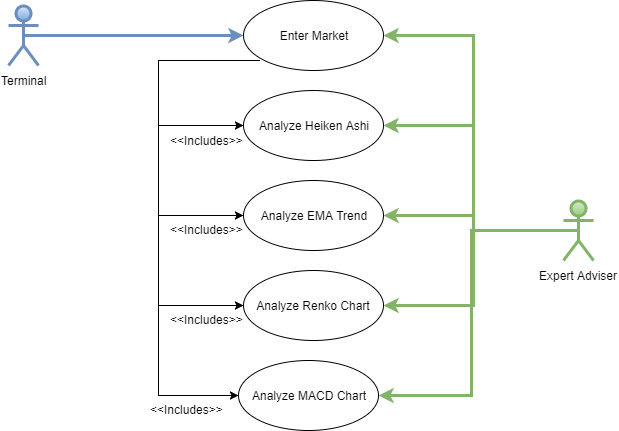 Enter Market
Terminal
Analyze Heiken Ashi
<<Includes>>
Analyze EMA Trend
<<Includes>>
Expert Adviser
Analyze Renko Chart
<<Includes>>
Analyze MACD Chart
<<Includes>>